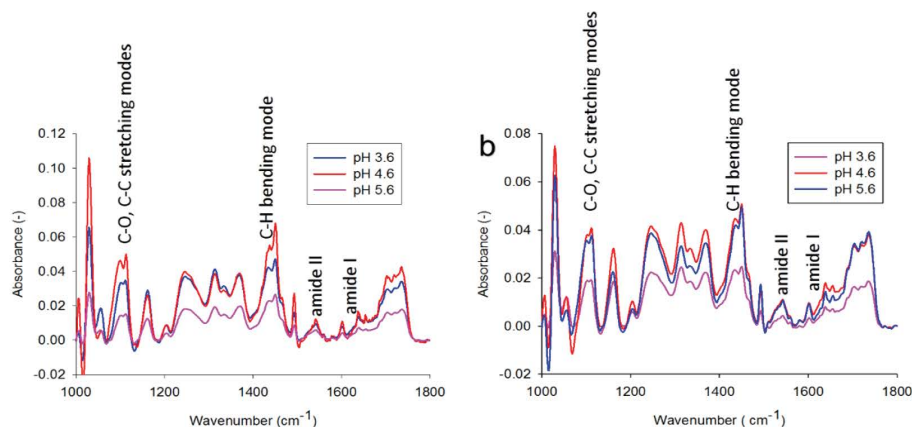 C-O, C-C stretching modes
C-H bending mode
amide II
amide I
0.12
0.10
0.08
0.06
0.04
0.02
0.00
-0.02
Absorbance (-)
pH 3.6
pH 4.6
pH 5.6
1000 1200 1400 1600 1800
Wavenumber (cm-1)
b
C-O, C-C stretching modes
C-H bending mode
amide II
amide I
0.08
0.06
0.04
0.02
0.00
-0.02
Absorbance (-)
pH 3.6
pH 4.6
pH 5.6
1000 1200 1400 1600 1800
Wavenumber ( cm-1)